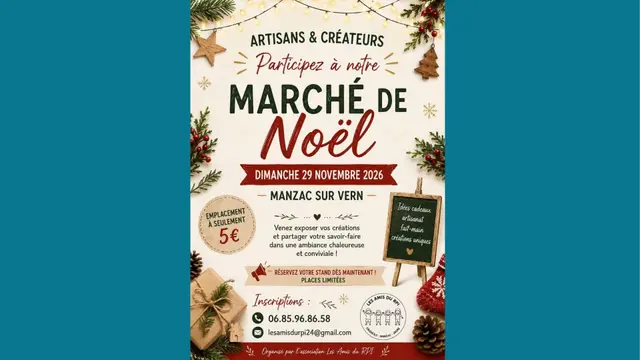 ARTISANS & CRÉATEURS
Participez à notre
MARCHÉ DE
Noël
DIMANCHE 29 NOVEMBRE 2026
MANZAC SUR VERN
EMPLACEMENT
À SEULEMENT
5€
Venez exposer vos créations
et partager votre savoir-faire
dans une ambiance chaleureuse
et conviviale !
Idées cadeaux,
artisanat
fait-main
créations uniques
RÉSERVEZ VOTRE STAND DÈS MAINTENANT !
PLACES LIMITÉES
Inscriptions :
06.85.96.86.58
lesamisdurpi24@gmail.com
LES AMIS DU RPI
Organisé par l'association Les Amis du RPI